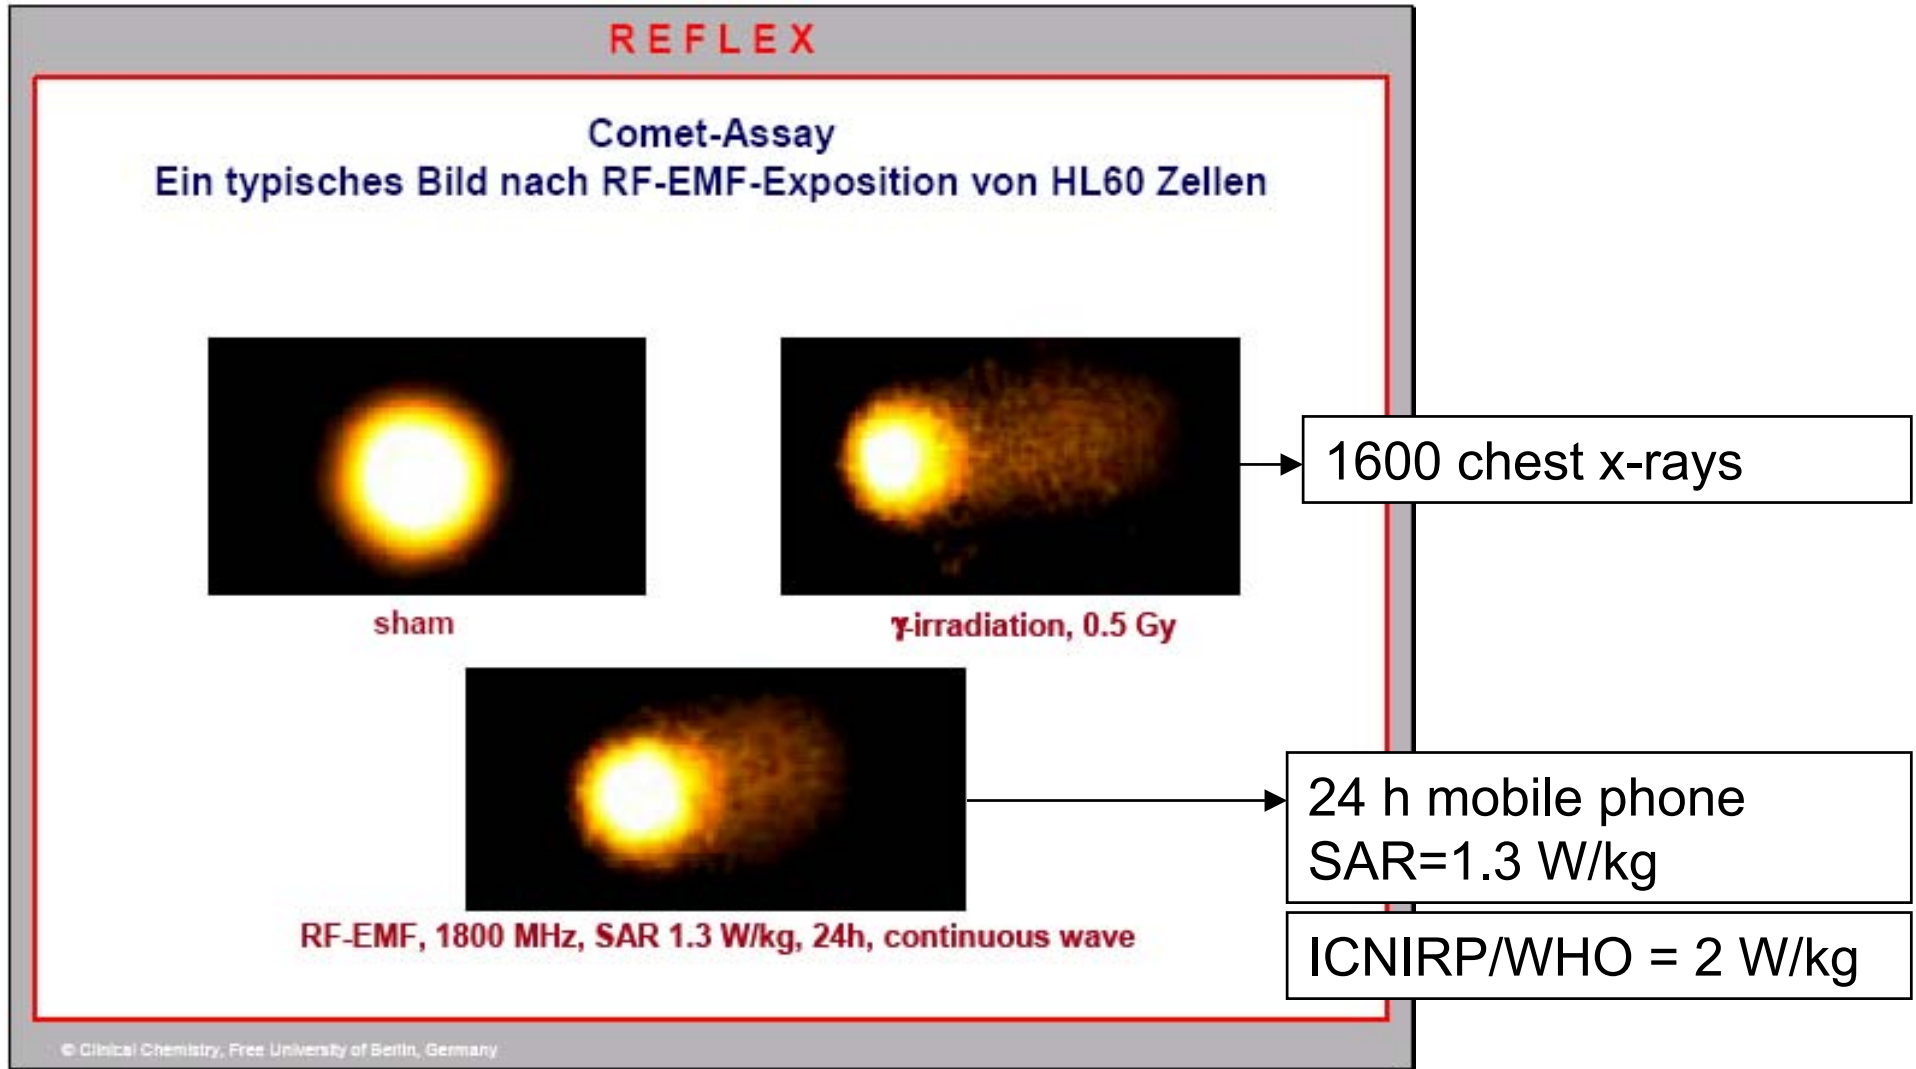 REFLEX
Comet-Assay
Ein typisches Bild nach RF-EMF-Exposition von HL60 Zellen
sham
γ-irradiation, 0.5 Gy
1600 chest x-rays
RF-EMF, 1800 MHz, SAR 1.3 W/kg, 24h, continuous wave
24 h mobile phone
SAR=1.3 W/kg
ICNIRP/WHO = 2 W/kg
© Clinical Chemistry, Free University of Berlin, Germany